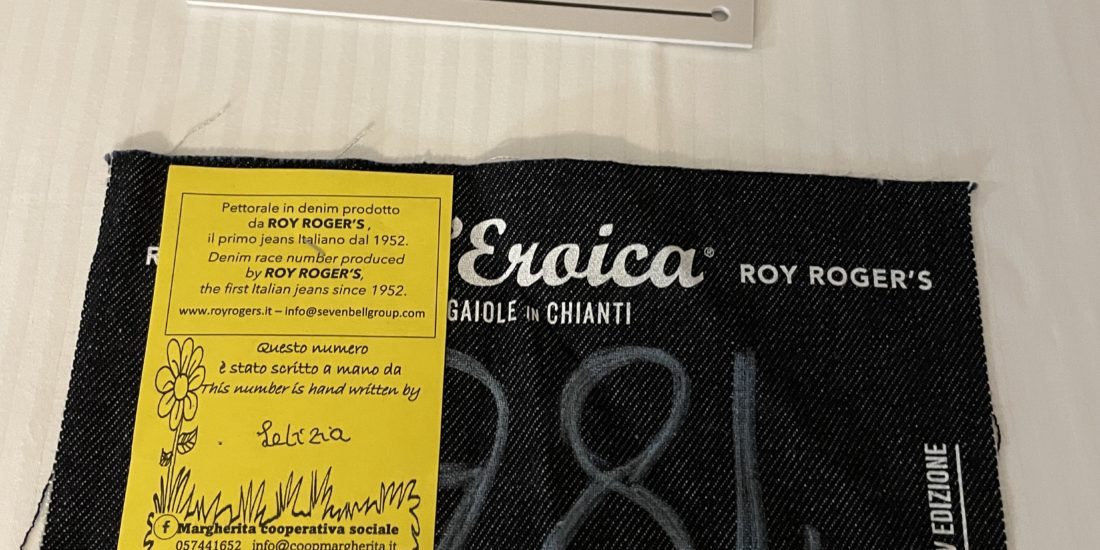 Pettorale in denim prodotto
da ROY ROGER'S,
il primo jeans Italiano dal 1952.
Denim race number produced
by ROY ROGER'S,
the first Italian jeans since 1952.
www.royrogers.it – info@sevenbellgroup.com
Questo numero
è stato scritto a mano da
This number is hand written by
Letizia
Margherita cooperativa sociale
057441652 info@coopmargherita.it
R
'Eroica®
ROY ROGER'S
GAIOLE IN CHIANTI
984
EDIZIONE